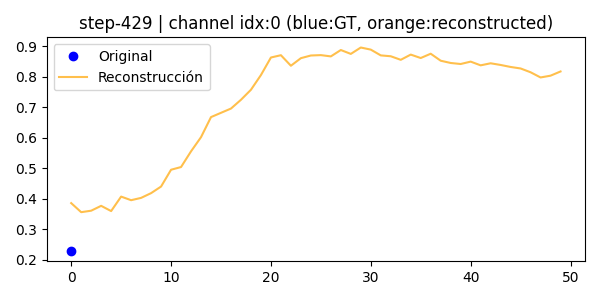 step-429 | channel idx:0 (blue:GT, orange:reconstructed)
Original
Reconstrucción
0.9
0.8
0.7
0.6
0.5
0.4
0.3
0.2
0 10 20 30 40 50